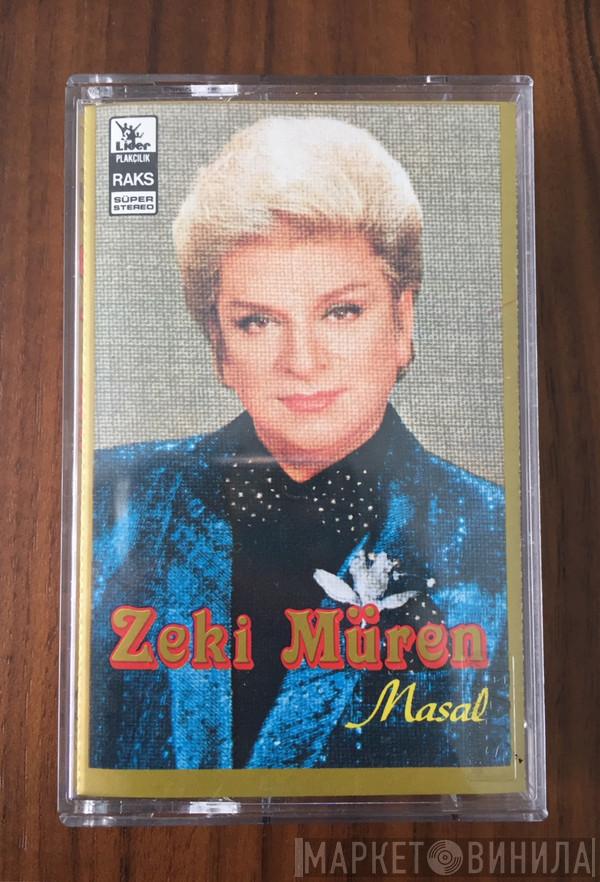 Lider
PLAKÇILIK
RAKS
SÜPER
STEREO
Zeki Müren
Masal
МАРКЕТ ВИНИЛА